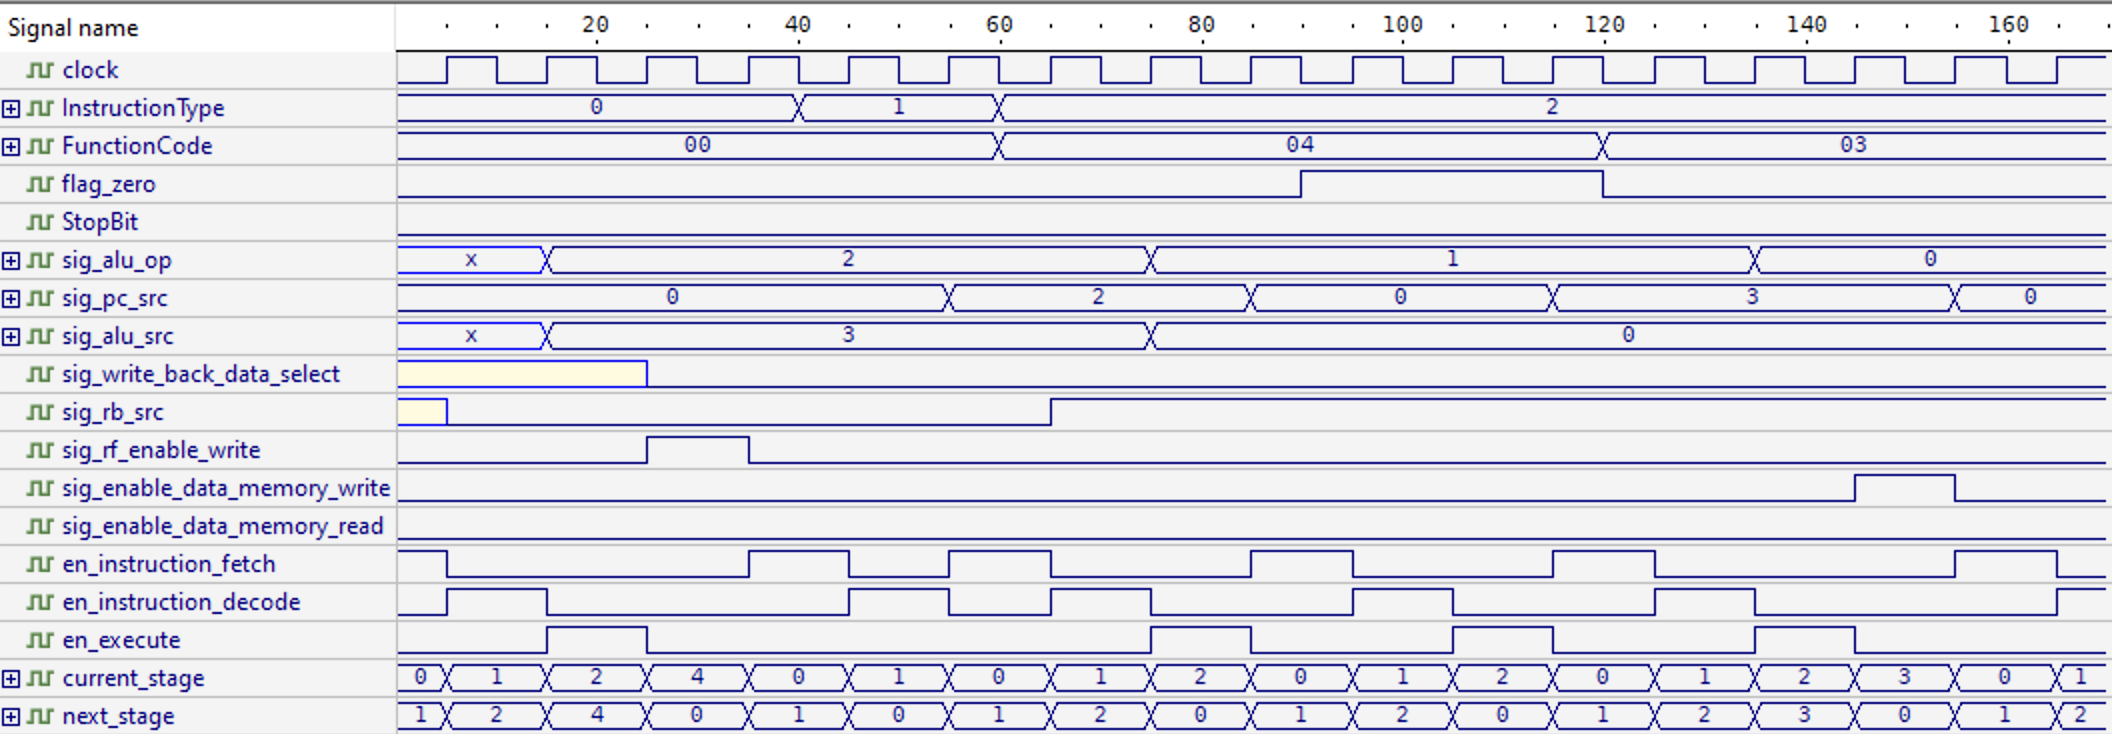 Signal name 20 40 60 80 100 120 140 160
clock
InstructionType 0 1 2
FunctionCode 00 04 03
flag_zero
StopBit
sig_alu_op x 2 1 0
sig_pc_src 0 2 0 3 0
sig_alu_src x 3 0
sig_write_back_data_select
sig_rb_src
sig_rf_enable_write
sig_enable_data_memory_write
sig_enable_data_memory_read
en_instruction_fetch
en_instruction_decode
en_execute
current_stage 0 1 2 4 0 1 0 1 2 0 1 2 0 1 2 3 0 1
next_stage 1 2 4 0 1 0 1 2 0 1 2 0 1 2 3 0 1 2